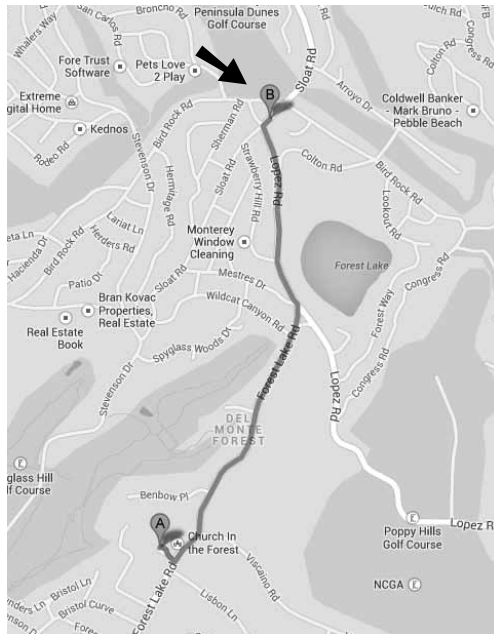 Broncho Rd
Peninsula Dunes
Golf Course
San Carlos Rd
Whalers Way
Fore Trust
Software
Pets Love
2 Play
Sloat Rd
Colton Rd
Extreme
igital Home
B
Arroyo Dr
Coldwell Banker
- Mark Bruno -
Pebble Beach
Kednos
Bird Rock Rd
Sherman Rd
Rodeo Rd
Stevenson Dr
Hermitage Rd
Sloat Rd
Strawberry Hill Rd
Lopez Rd
Colton Rd
Bird Rock Rd
Lookout Rd
Lariat Ln
eta Ln
Herders Rd
Hacienda Dr
Bird Rock Rd
Monterey
Window
Cleaning
Congress Rd
Forest Lake
Patio Dr
Sloat Rd
Mestres Dr
Bran Kovac
Properties,
Real Estate
Wildcat Canyon Rd
Forest Way
Real Estate
Book
Spyglass Woods Dr
Forest Lake Rd
Congress Rd
Stevenson Dr
Lopez Rd
DEL
MONTE
FOREST
glass Hill
lf Course
Benbow Pl
A
Church In
the Forest
Poppy Hills
Golf Course
Lopez R
Viscaino Rd
Forest Lake Rd
Lisbon Ln
NCGA
Bristol Ln
nders Ln
Bristol Curve